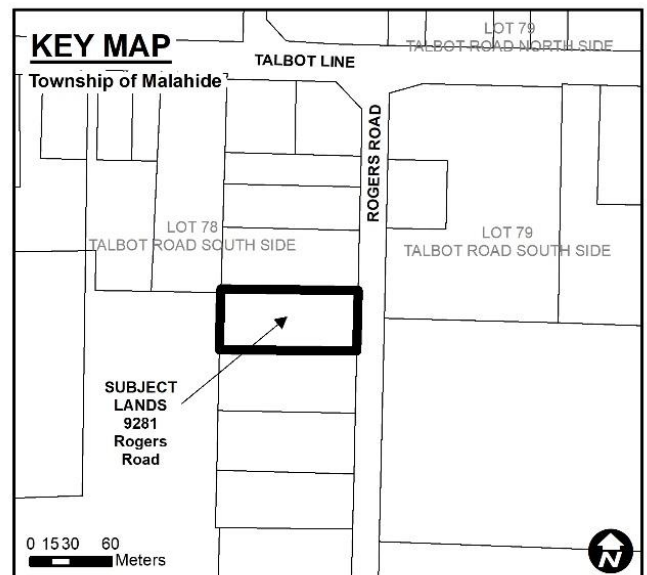 KEY MAP
Township of Malahide
TALBOT LINE
LOT 79
TALBOT ROAD NORTH SIDE
ROGERS ROAD
LOT 78
TALBOT ROAD SOUTH SIDE
LOT 79
TALBOT ROAD SOUTH SIDE
SUBJECT
LANDS
9281
Rogers
Road
0 15 30 60
Meters
N